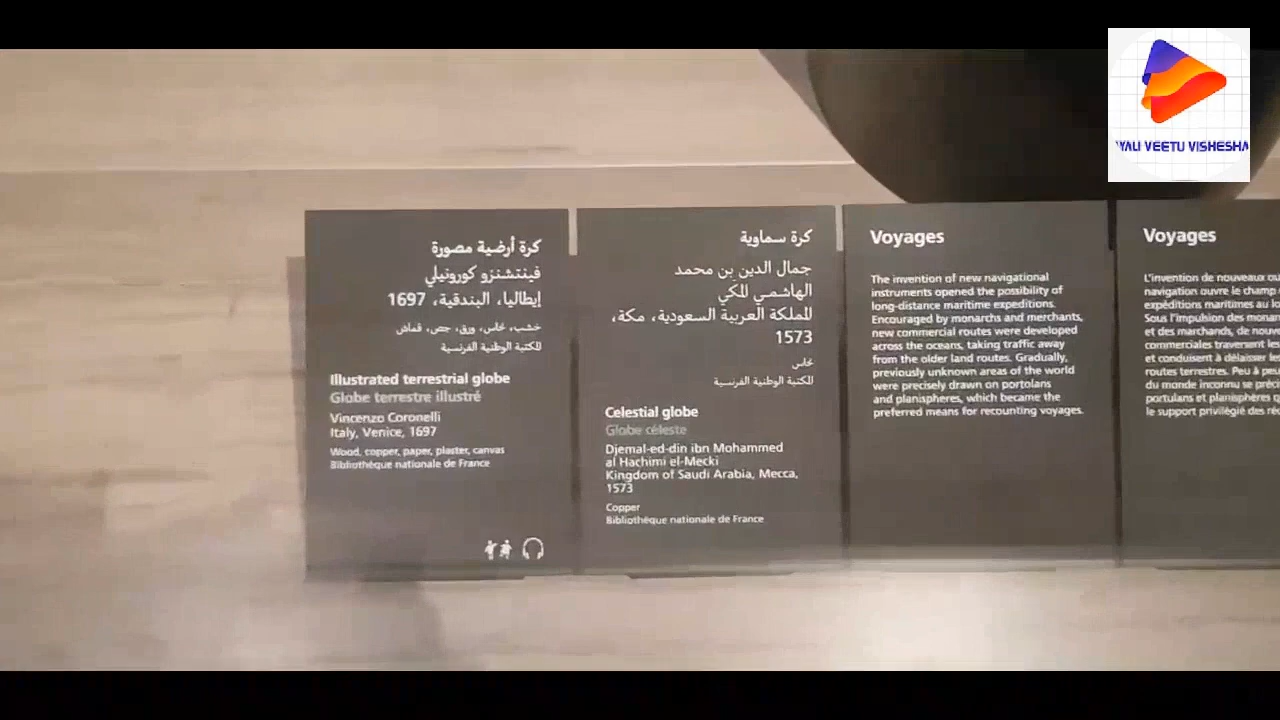 كرة أرضية مصورة
فينتشنزو كورونيلي
إيطاليا، البندقية، 1697
خشب، نحاس، ورق، جص، قماش
المكتبة الوطنية الفرنسية
Illustrated terrestrial globe
Globe terrestre illustré
Vincenzo Coronelli
Italy, Venice, 1697
Wood, copper, paper, plaster, canvas
Bibliothèque nationale de France
كرة سماوية
جمال الدين بن محمد
الهاشمي المكي
المملكة العربية السعودية، مكة،
1573
نحاس
المكتبة الوطنية الفرنسية
Celestial globe
Globe céleste
Djemal-ed-din ibn Mohammed
al Hachimi el-Mecki
Kingdom of Saudi Arabia, Mecca,
1573
Copper
Bibliothèque nationale de France
Voyages
The invention of new navigational
instruments opened the possibility of
long-distance maritime expeditions.
Encouraged by monarchs and merchants,
new commercial routes were developed
across the oceans, taking traffic away
from the older land routes. Gradually,
previously unknown areas of the world
were precisely drawn on portolans
and planispheres, which became the
preferred means for recounting voyages.
Voyages
L'invention de nouveaux
navigation ouvre le champ
expéditions maritimes au
Sous l'impulsion des
et des marchands, de
commerciales traversent les
et conduisent à délaisser les
routes terrestres. Peu à
du monde inconnu se
portulans et planisphères
le support privilégié des
VEETU